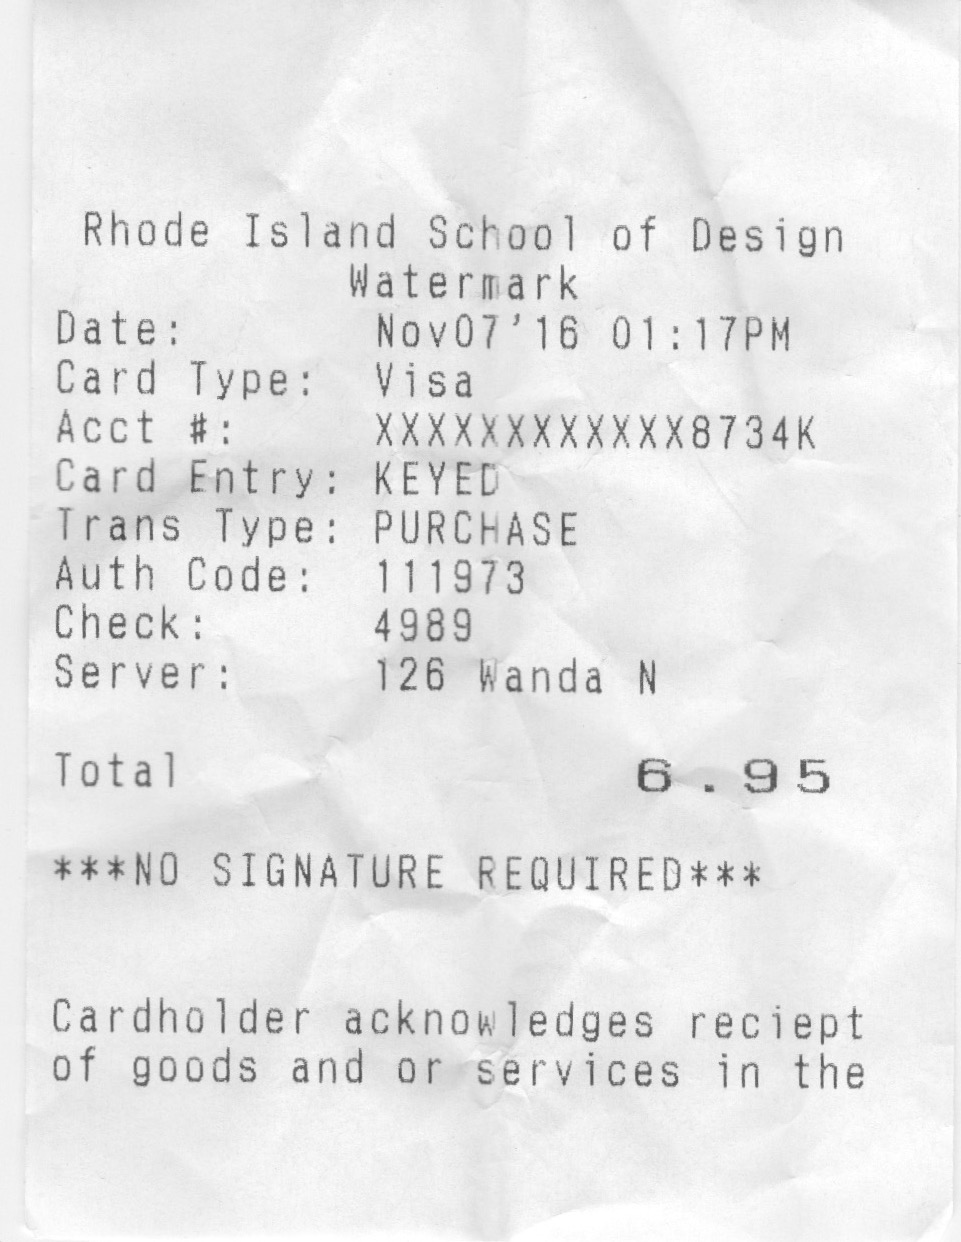 Rhode Island School of Design
Watermark
Date: Nov07'16 01:17PM
Card Type: Visa
Acct #: XXXXXXXXXXXX8734K
Card Entry: KEYED
Trans Type: PURCHASE
Auth Code: 111973
Check: 4989
Server: 126 Wanda N
Total 6.95
***NO SIGNATURE REQUIRED***
Cardholder acknowledges reciept
of goods and or services in the